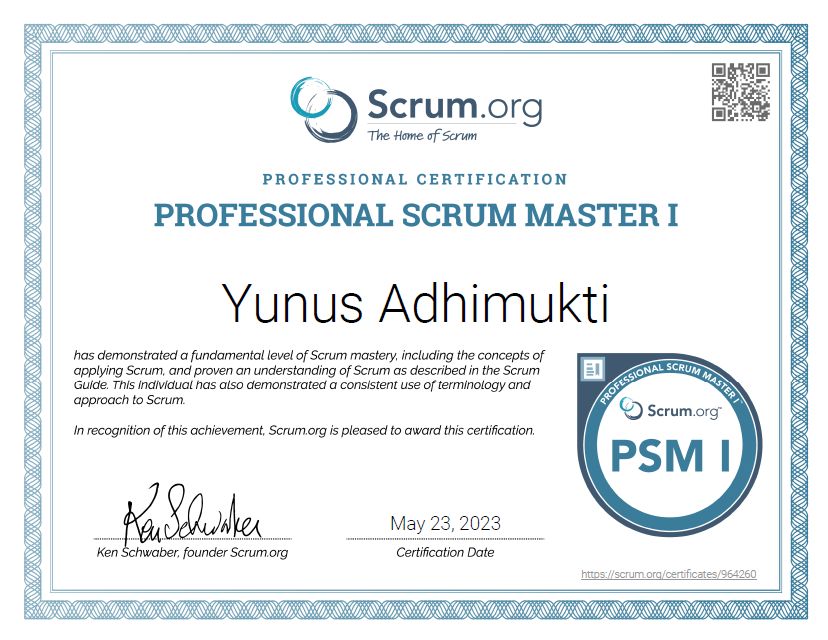 Scrum.org
The Home of Scrum
PROFESSIONAL CERTIFICATION
PROFESSIONAL SCRUM MASTER I
Yunus Adhimukti
has demonstrated a fundamental level of Scrum mastery, including the concepts of
applying Scrum, and proven an understanding of Scrum as described in the Scrum
Guide. This individual has also demonstrated a consistent use of terminology and
approach to Scrum.
In recognition of this achievement, Scrum.org is pleased to award this certification.
PROFESSIONAL SCRUM MASTER I™
Scrum.org™
PSM I
Ken Schwaber
Ken Schwaber, founder Scrum.org
May 23, 2023
Certification Date
https://scrum.org/certificates/964260